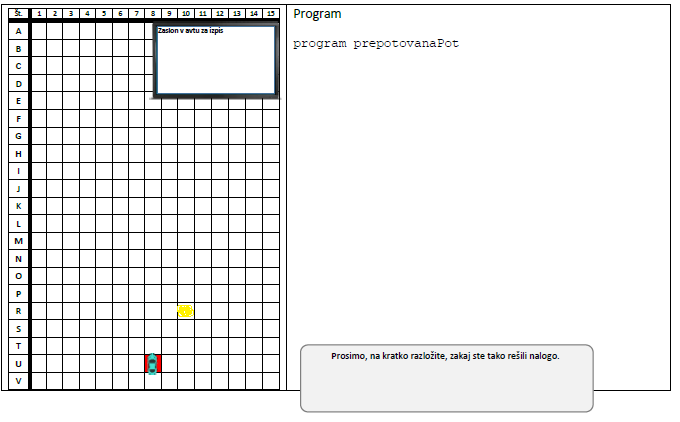 Št. 1 2 3 4 5 6 7 8 9 10 11 12 13 14 15
A
B
C
D
E
F
G
H
I
J
K
L
M
N
O
P
R
S
T
U
V
Zaslon v avtu za izpis
Program
program prepotovanaPot
Prosimo, na kratko razložite, zakaj ste tako rešili nalogo.